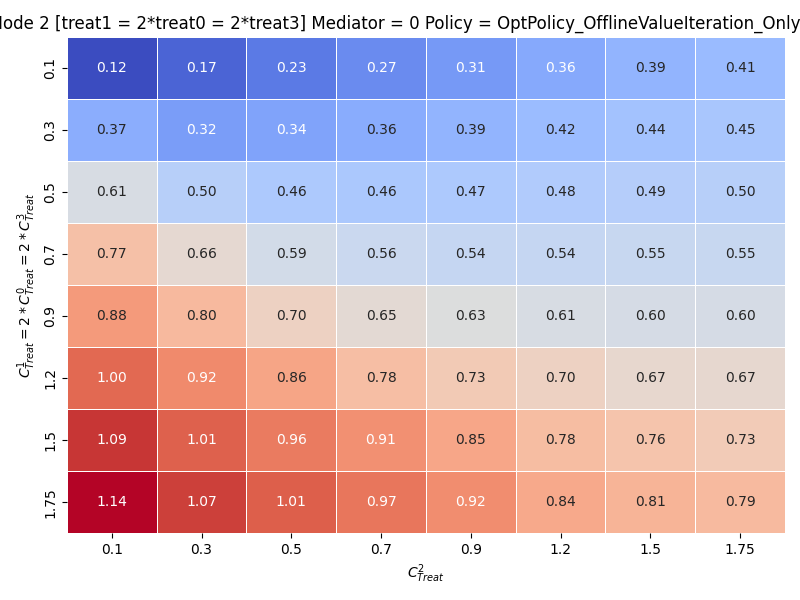 ode 2 [treat1 = 2*treat0 = 2*treat3] Mediator = 0 Policy = OptPolicy_OfflineValueIteration_Only
0.1 0.12 0.17 0.23 0.27 0.31 0.36 0.39 0.41
0.3 0.37 0.32 0.34 0.36 0.39 0.42 0.44 0.45
0.5 0.61 0.50 0.46 0.46 0.47 0.48 0.49 0.50
0.7 0.77 0.66 0.59 0.56 0.54 0.54 0.55 0.55
0.9 0.88 0.80 0.70 0.65 0.63 0.61 0.60 0.60
1.2 1.00 0.92 0.86 0.78 0.73 0.70 0.67 0.67
1.5 1.09 1.01 0.96 0.91 0.85 0.78 0.76 0.73
1.75 1.14 1.07 1.01 0.97 0.92 0.84 0.81 0.79
0.1 0.3 0.5 0.7 0.9 1.2 1.5 1.75
C^2_Treat
C^1_Treat = 2 * C^0_Treat = 2 * C^3_Treat